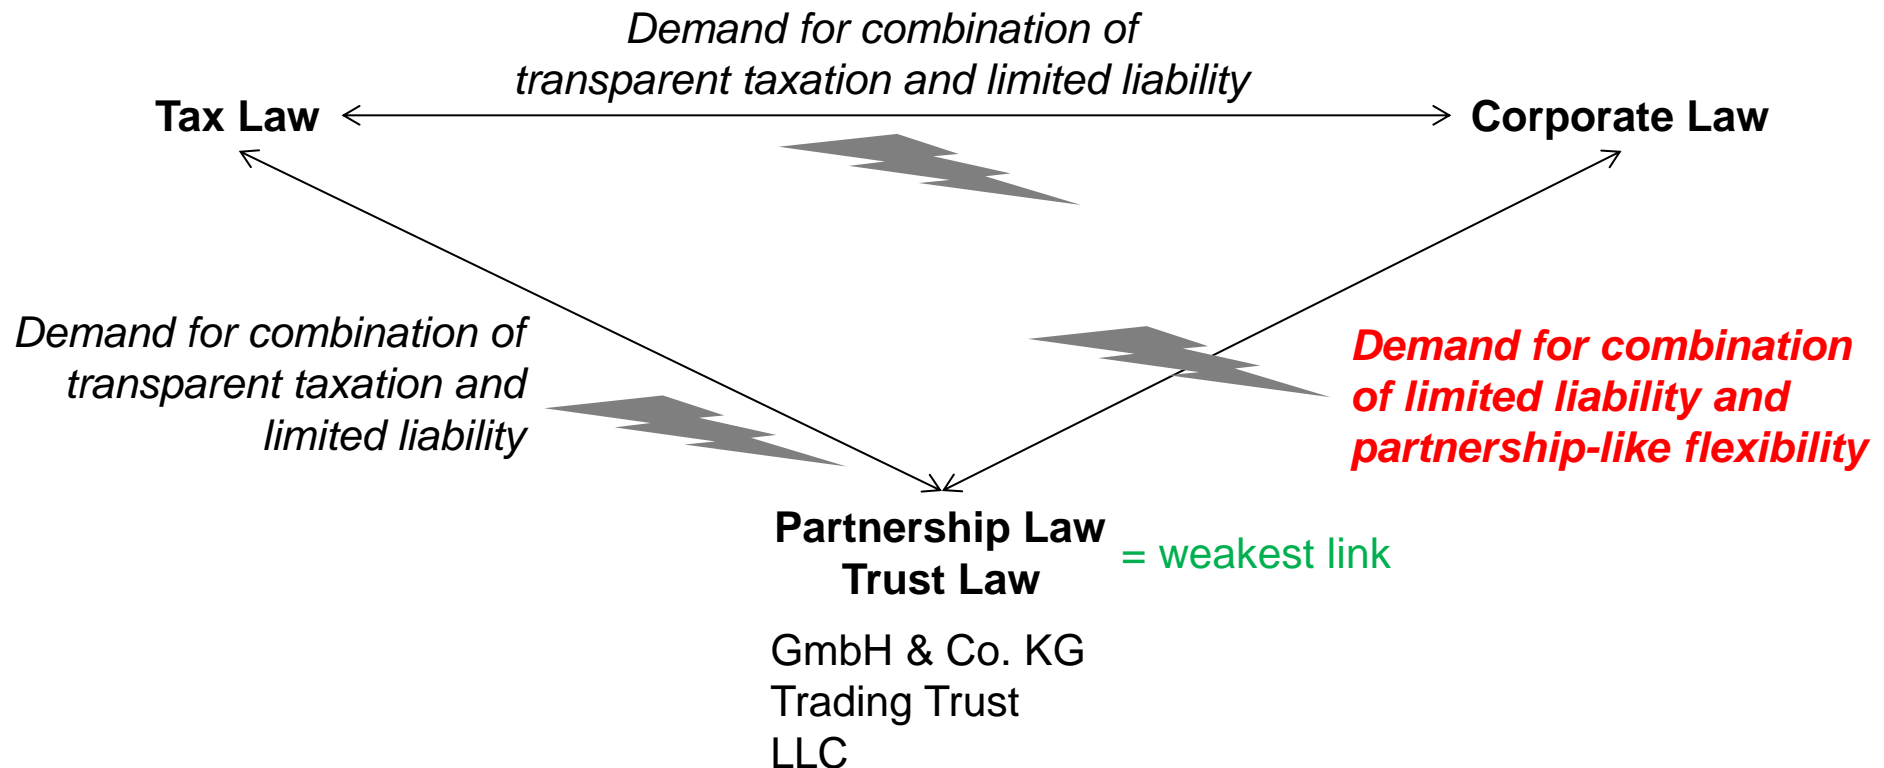 Demand for combination of
transparent taxation and limited liability
Tax Law
Corporate Law
Demand for combination of
transparent taxation and
limited liability
Demand for combination
of limited liability and
partnership-like flexibility
Partnership Law
Trust Law
= weakest link
GmbH & Co. KG
Trading Trust
LLC